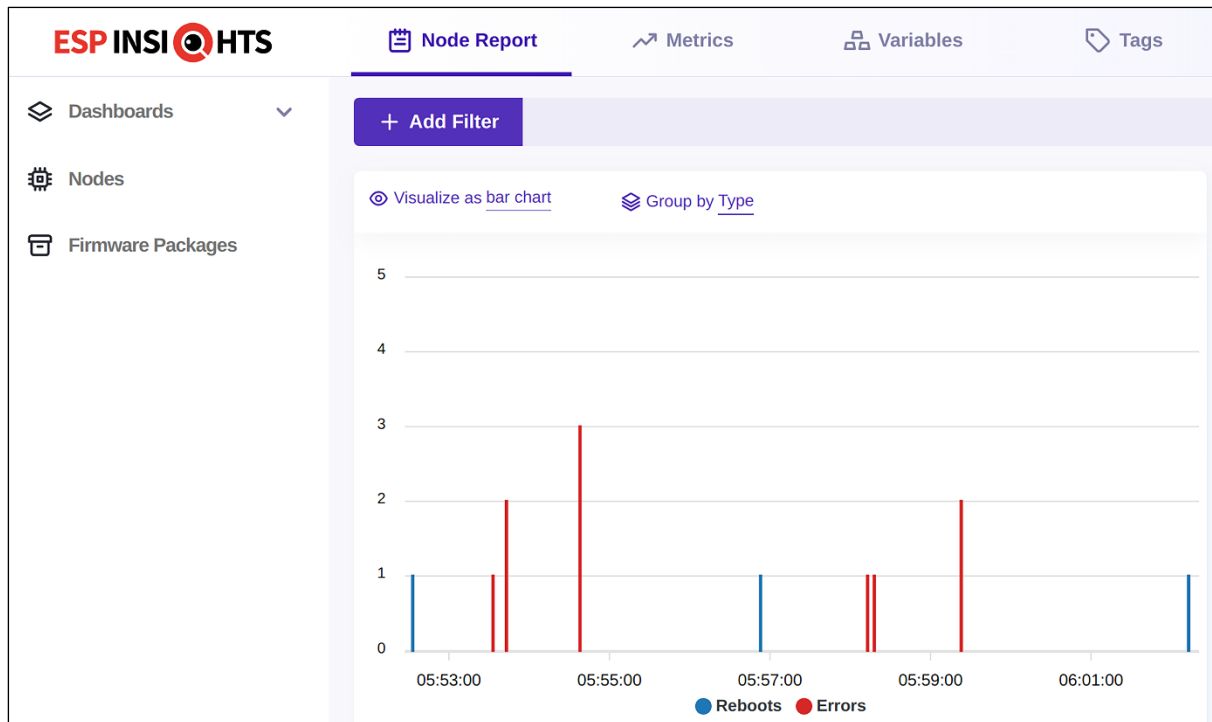 ESP INSIGHTS
Node Report
Metrics
Variables
Tags
Dashboards
Nodes
Firmware Packages
+ Add Filter
Visualize as bar chart
Group by Type
5
4
3
2
1
0
05:53:00 05:55:00 05:57:00 05:59:00 06:01:00
Reboots Errors